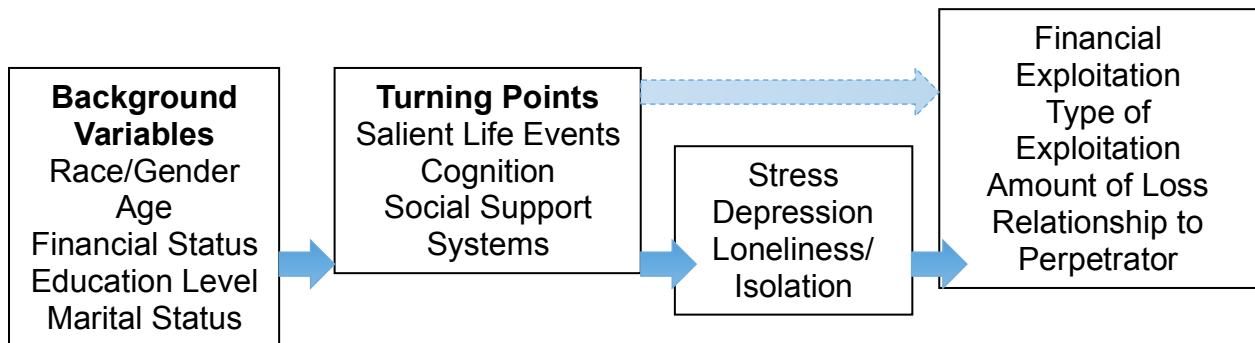 Background
Variables
Race/Gender
Age
Financial Status
Education Level
Marital Status
Turning Points
Salient Life Events
Cognition
Social Support
Systems
Stress
Depression
Loneliness/
Isolation
Financial
Exploitation
Type of
Exploitation
Amount of Loss
Relationship to
Perpetrator